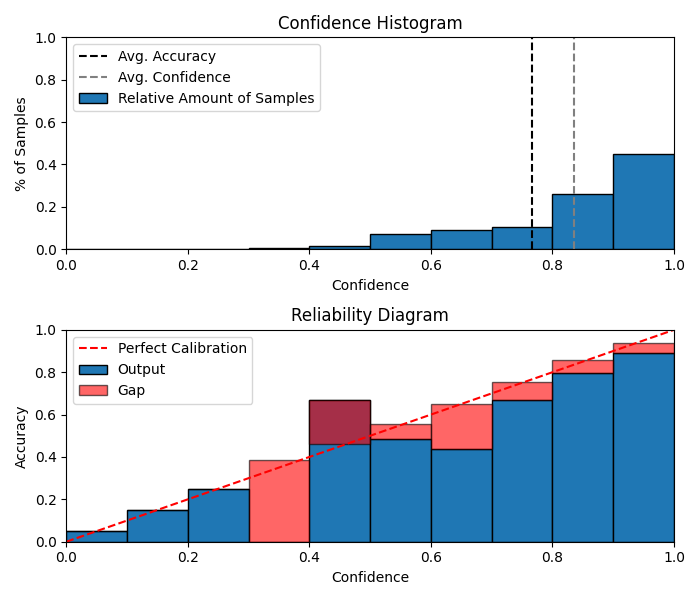 Confidence Histogram
1.0
0.8
0.6
0.4
0.2
0.0
% of Samples
Avg. Accuracy
Avg. Confidence
Relative Amount of Samples
0.0 0.2 0.4 0.6 0.8 1.0
Confidence
Reliability Diagram
1.0
0.8
0.6
0.4
0.2
0.0
Accuracy
Perfect Calibration
Output
Gap
0.0 0.2 0.4 0.6 0.8 1.0
Confidence